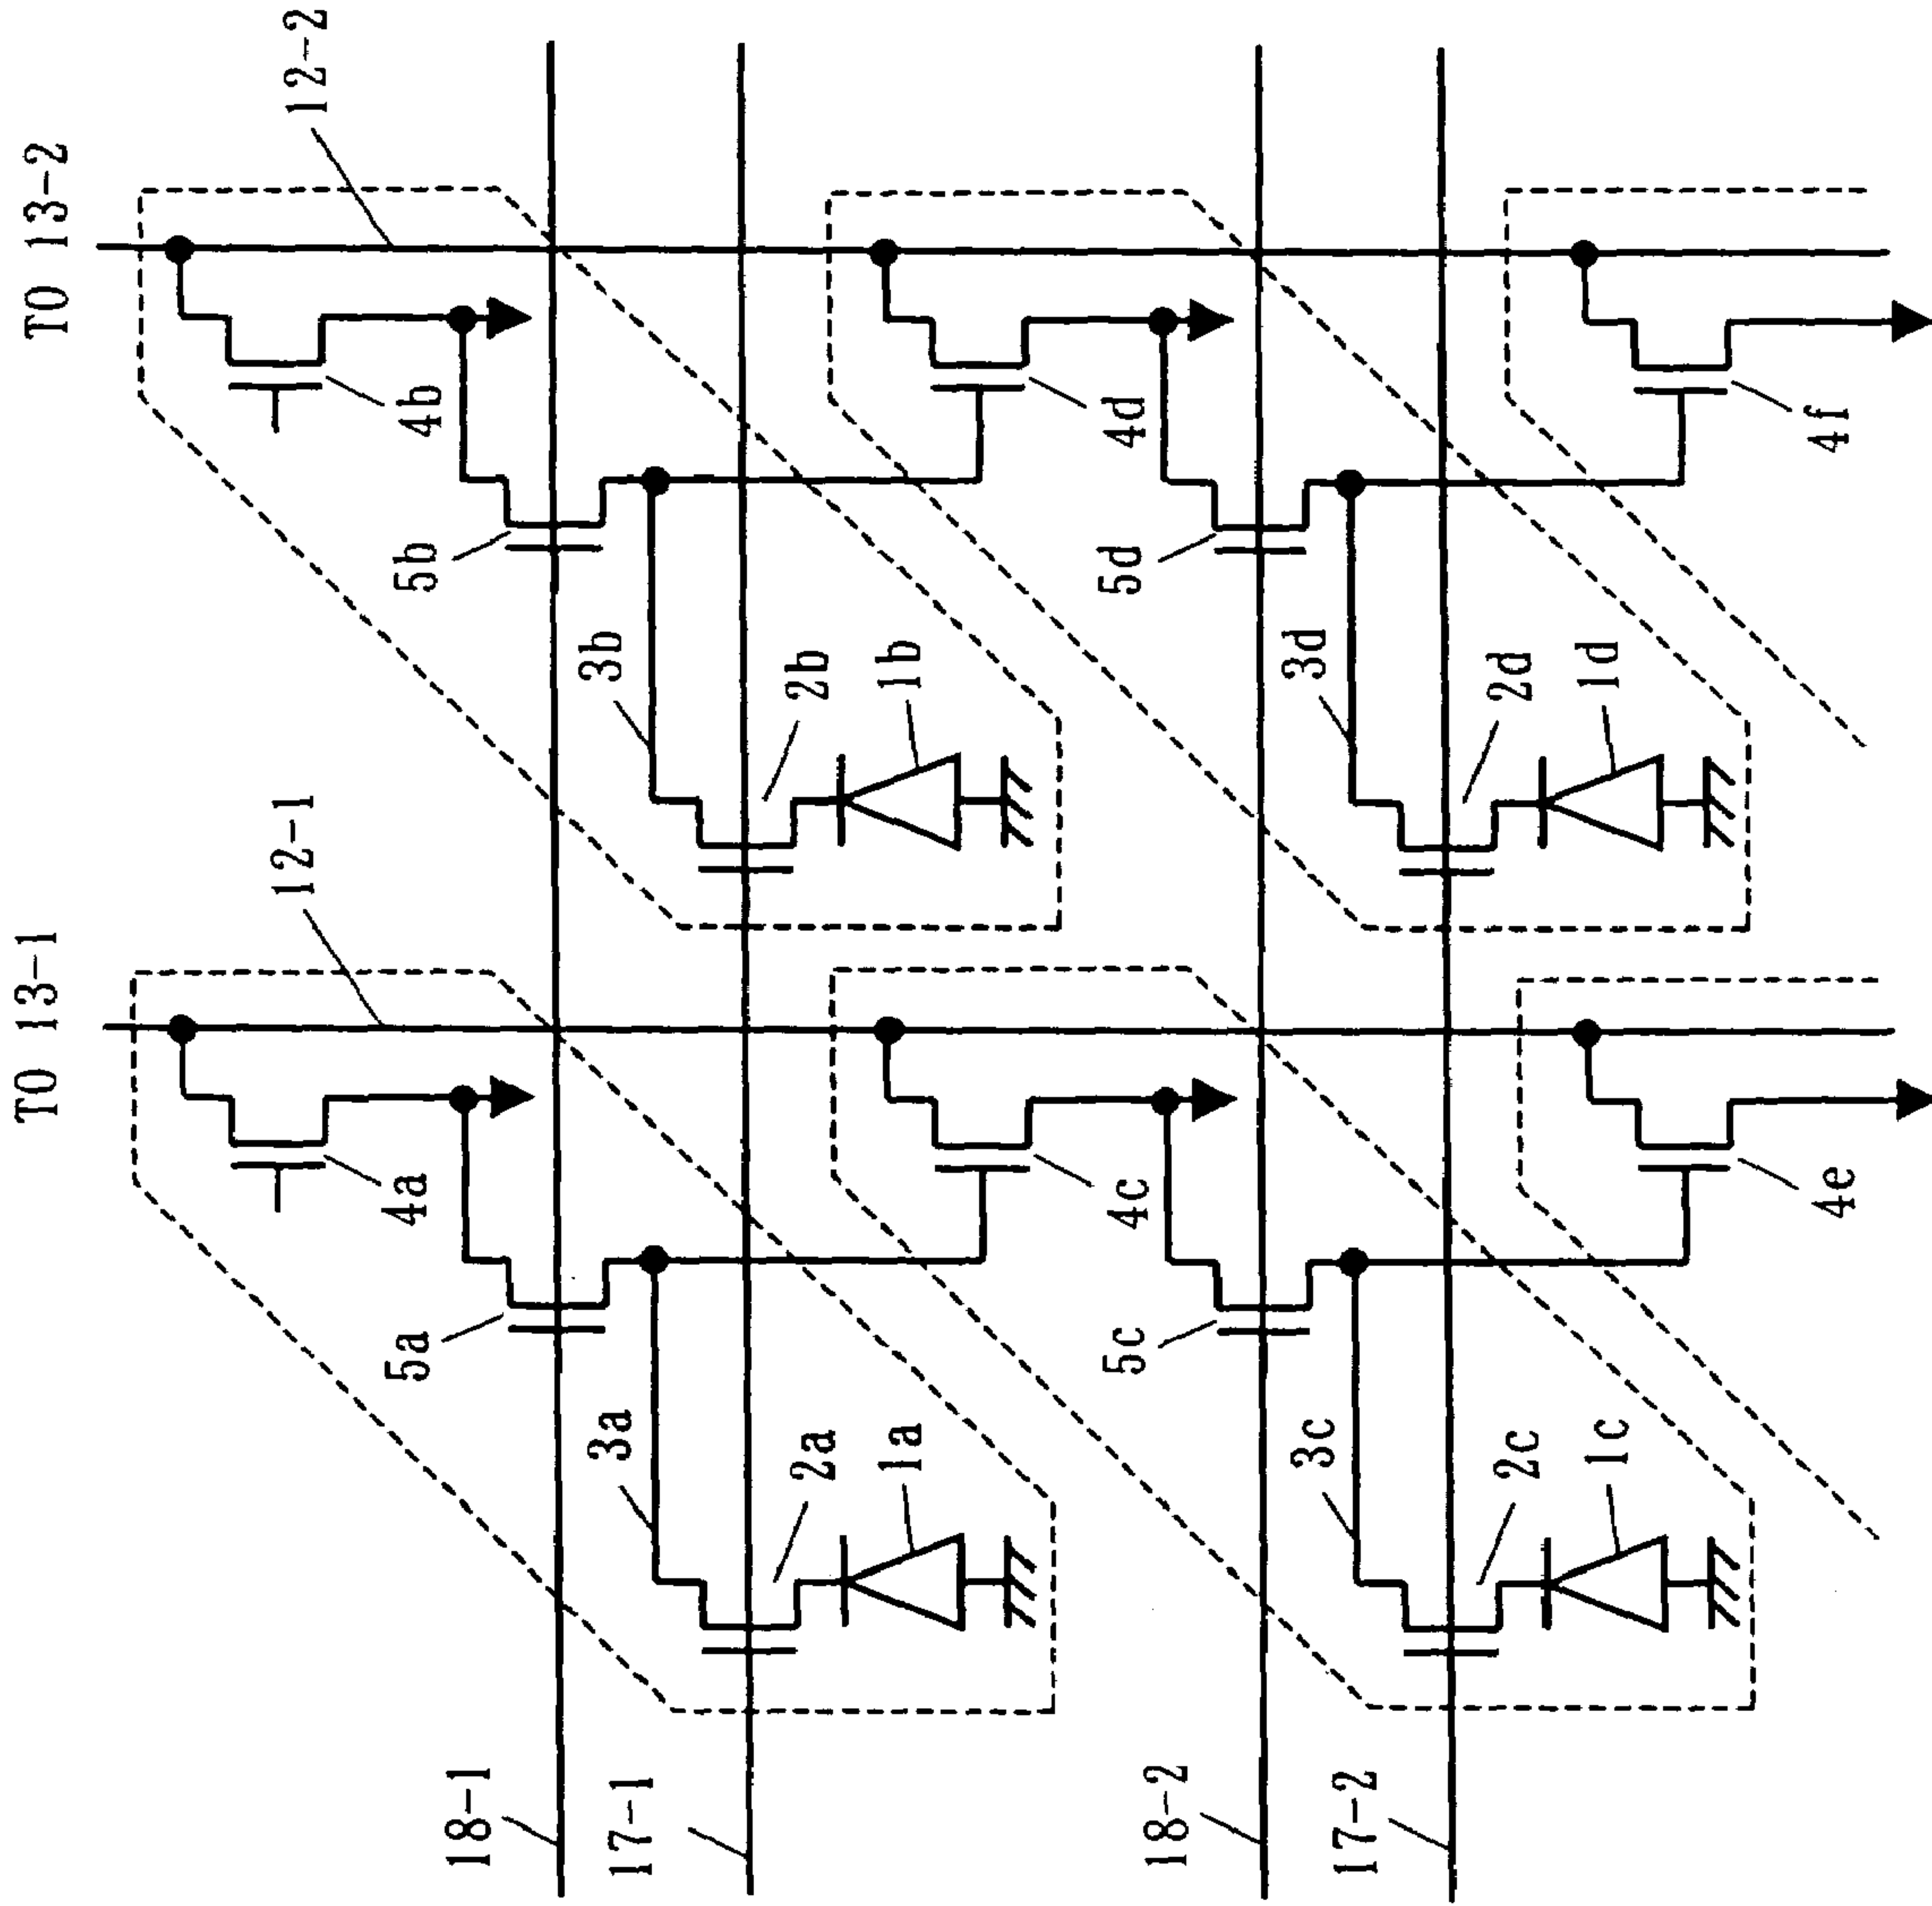 TO 13-1
TO 13-2
12-1
12-2
4a
4b
5a
5b
3a
3b
2a
2b
1a
1b
18-1
17-1
4c
4d
5c
5d
3c
3d
2c
2d
1c
1d
18-2
17-2
4e
4f